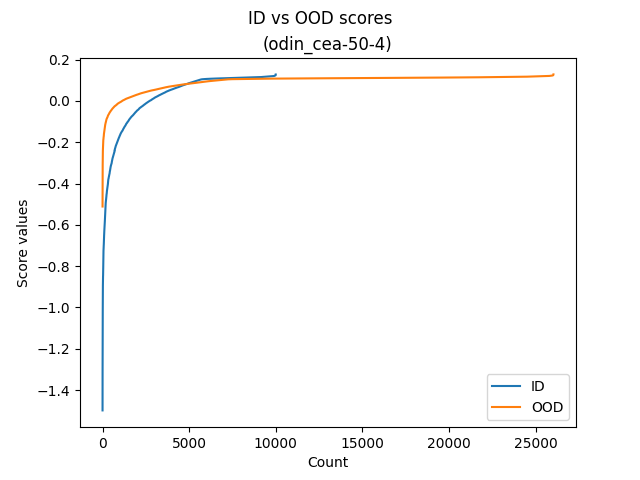 ID vs OOD scores
(odin_cea-50-4)
0.2
0.0
−0.2
−0.4
−0.6
−0.8
−1.0
−1.2
−1.4
Score values
0
5000
10000
15000
20000
25000
Count
ID
OOD